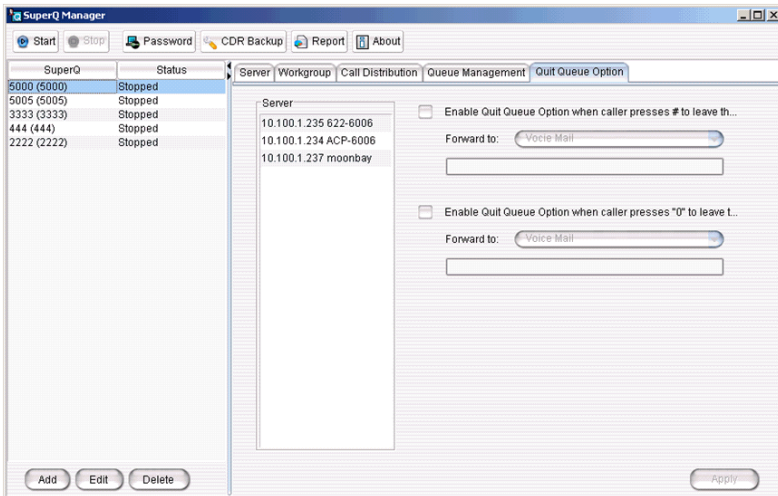 SuperQ Manager
Start Stop Password CDR Backup Report About
SuperQ Status
5000 (5000) Stopped
5005 (5005) Stopped
3333 (3333) Stopped
444 (444) Stopped
2222 (2222) Stopped
Add Edit Delete
Server Workgroup Call Distribution Queue Management Quit Queue Option
Server
10.100.1.235 622-6006
10.100.1.234 ACP-6006
10.100.1.237 moonbay
Enable Quit Queue Option when caller presses # to leave th...
Forward to: Vocie Mail
Enable Quit Queue Option when caller presses "0" to leave t...
Forward to: Voice Mail
Apply